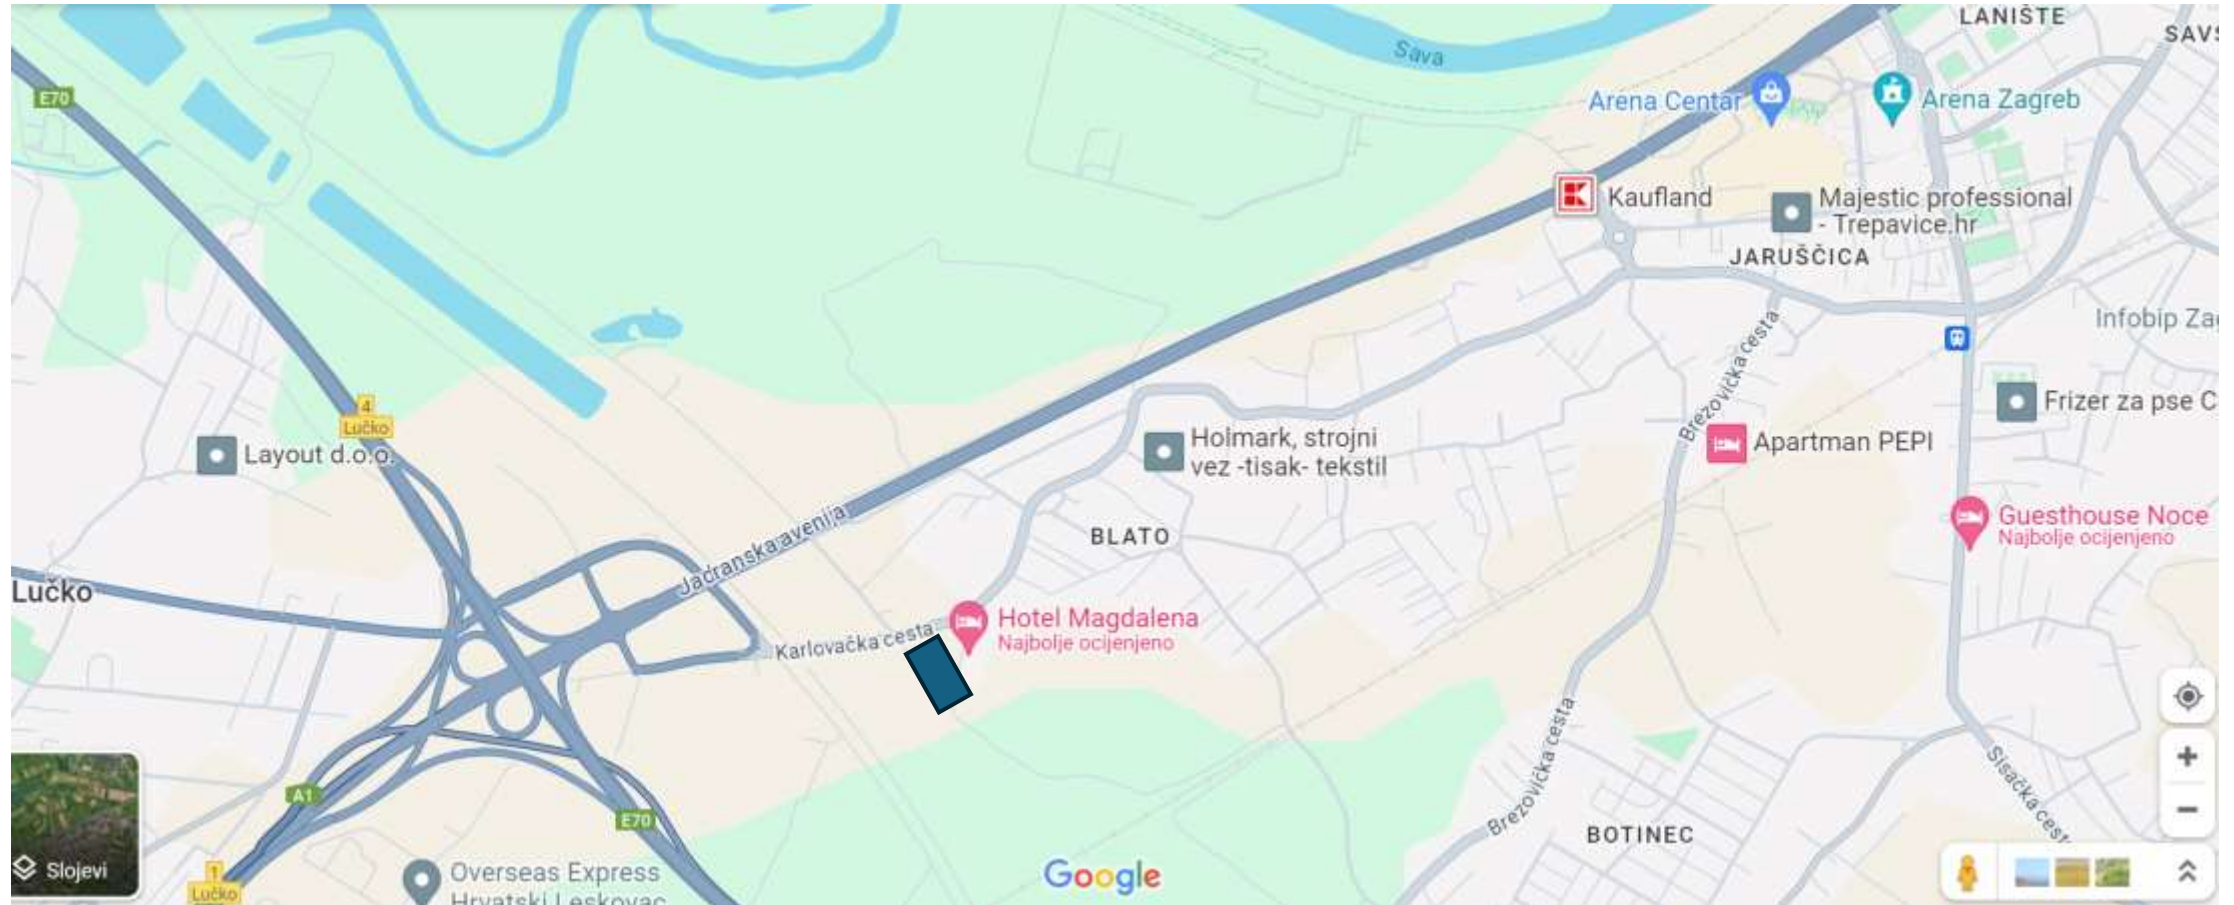 LANIŠTE
Sava
E70
Arena Centar
Arena Zagreb
Kaufland
Majestic professional
- Trepavice.hr
JARUŠČICA
Infobip
Brezovička cesta
4
Lučko
Layout d.o.o.
Frizer za pse
Holmark, strojni
vez -tisak- tekstil
Apartman PEPI
Jadranska avenija
BLATO
Guesthouse Noce
Najbolje ocijenjeno
Lučko
Hotel Magdalena
Najbolje ocijenjeno
Karlovačka cesta
Brezovička cesta
Sisačka cesta
A1
E70
BOTINEC
Slojevi
1
Lučko
Overseas Express
Hrvatski Leskovac
Google